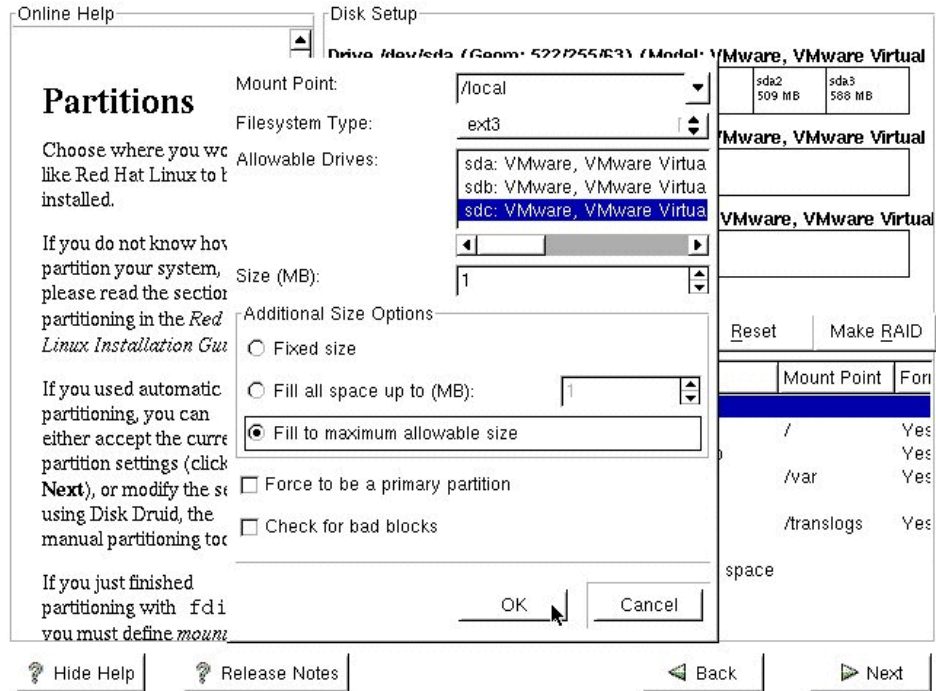 Online Help
Partitions
Choose where you wo
like Red Hat Linux to b
installed.
If you do not know how
partition your system,
please read the section
partitioning in the Red
Linux Installation Gui
If you used automatic
partitioning, you can
either accept the curre
partition settings (click
Next), or modify the se
using Disk Druid, the
manual partitioning too
If you just finished
partitioning with fdi
you must define mount
Disk Setup
Drive /dev/sda (Geom: 522/255/63) (Model: VMware, VMware Virtual
sda2
509 MB
sda3
588 MB
VMware, VMware Virtual
VMware, VMware Virtual
Mount Point:
/local
Filesystem Type:
ext3
Allowable Drives:
sda: VMware, VMware Virtua
sdb: VMware, VMware Virtua
sdc: VMware, VMware Virtua
Size (MB):
1
Additional Size Options
Fixed size
Fill all space up to (MB):
1
Fill to maximum allowable size
Force to be a primary partition
Check for bad blocks
OK
Cancel
Reset
Make RAID
Mount Point
For
/
Yes
Yes
/var
Yes
/translogs
Yes
space
Hide Help
Release Notes
Back
Next